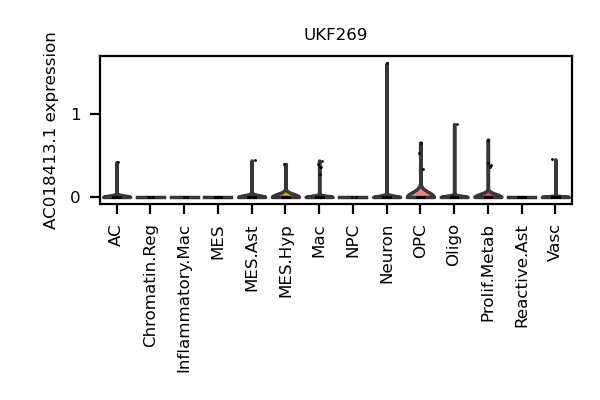 UKF269
AC018413.1 expression
1
0
AC
Chromatin.Reg
Inflammatory.Mac
MES
MES.Ast
MES.Hyp
Mac
NPC
Neuron
OPC
Oligo
Prolif.Metab
Reactive.Ast
Vasc